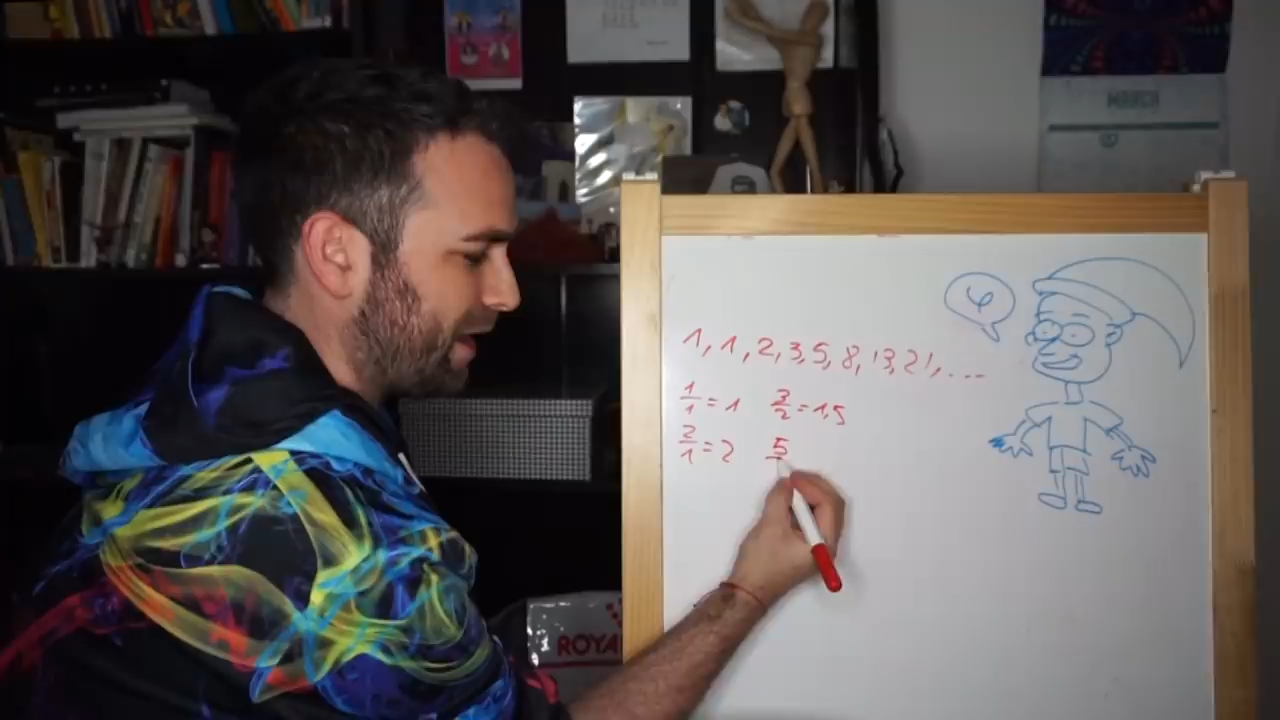 MARCH
φ
1, 1, 2, 3, 5, 8, 13, 21, ...
1/1 = 1 3/2 = 1,5
2/1 = 2 5
ROYA